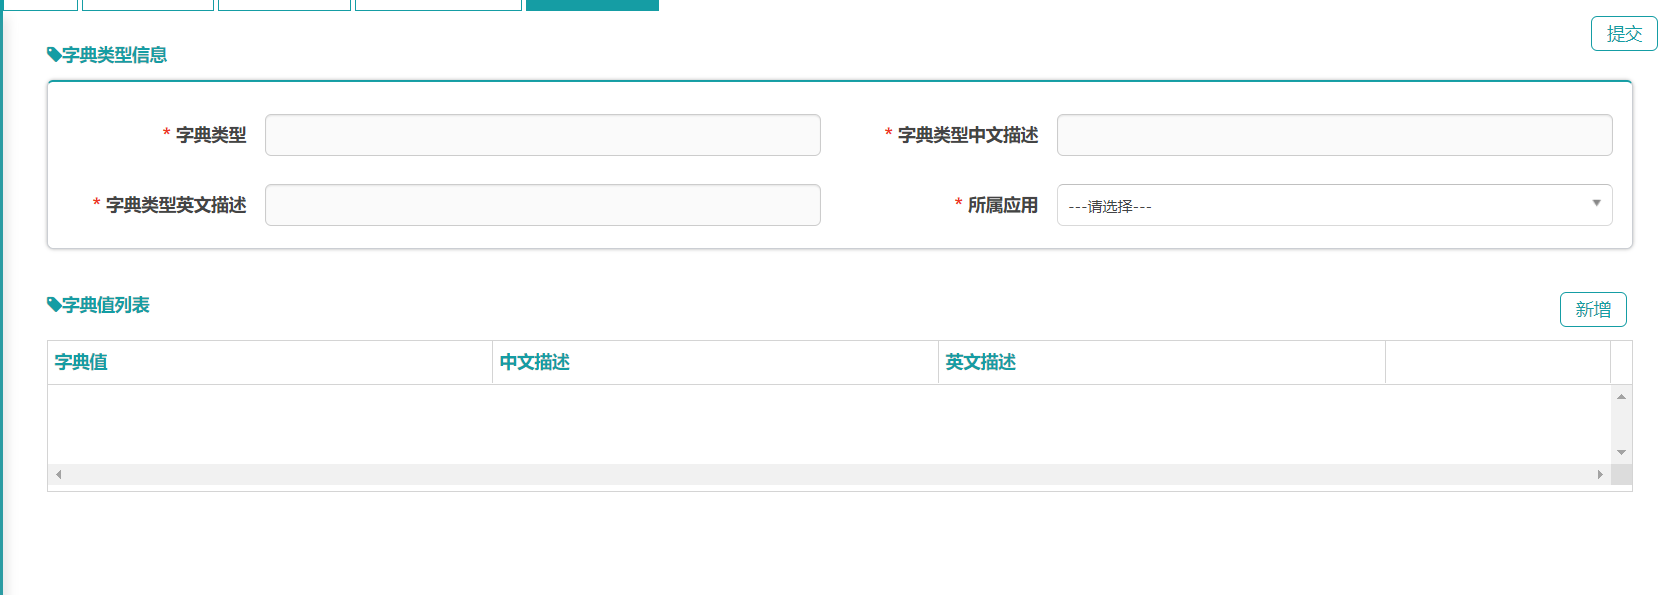 提交
字典类型信息
* 字典类型
* 字典类型中文描述
* 字典类型英文描述
* 所属应用 ---请选择---
字典值列表
新增
字典值 中文描述 英文描述